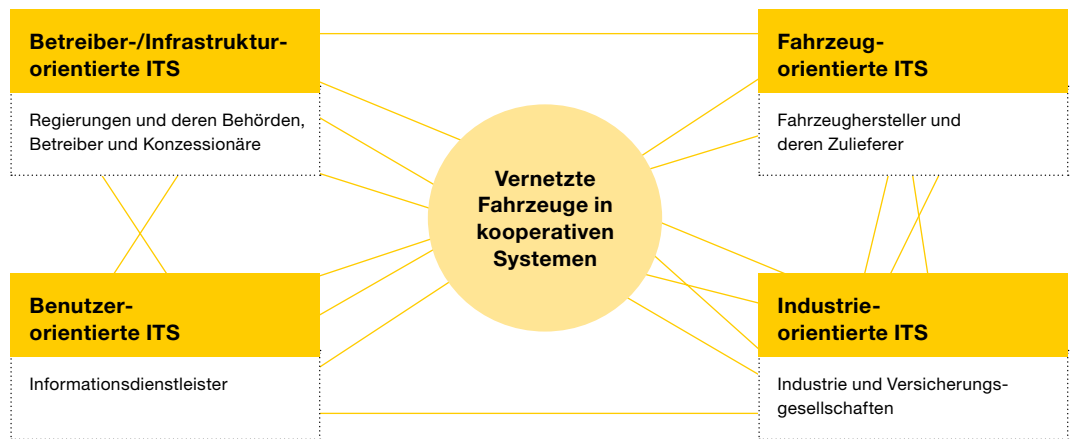 Betreiber-/Infrastruktur-
orientierte ITS
Regierungen und deren Behörden,
Betreiber und Konzessionäre
Fahrzeug-
orientierte ITS
Fahrzeughersteller und
deren Zulieferer
Vernetzte
Fahrzeuge in
kooperativen
Systemen
Benutzer-
orientierte ITS
Informationsdienstleister
Industrie-
orientierte ITS
Industrie und Versicherungs-
gesellschaften